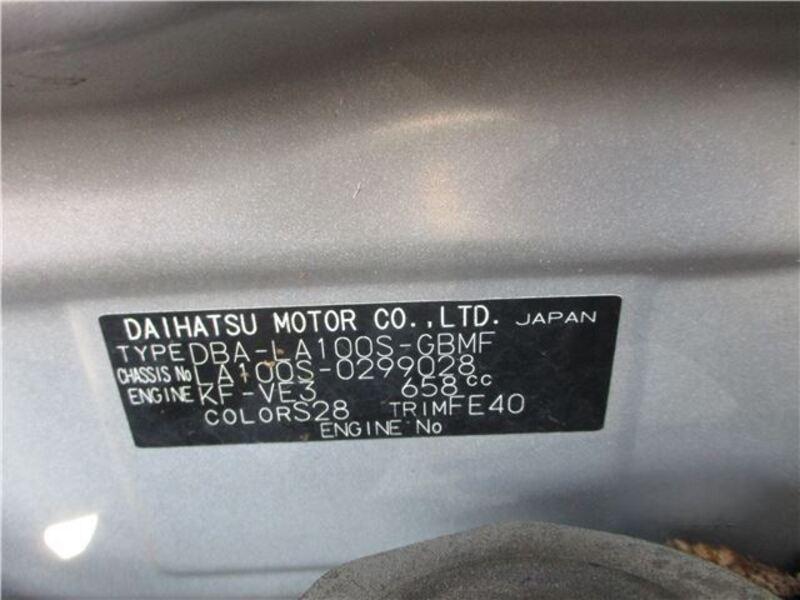 DAIHATSU MOTOR CO.,LTD. JAPAN
TYPE DBA-LA100S-GBMF
CHASSIS No LA100S-0299028
ENGINE KF-VE3 658cc
COLOR S28 TRIM FE40
ENGINE No